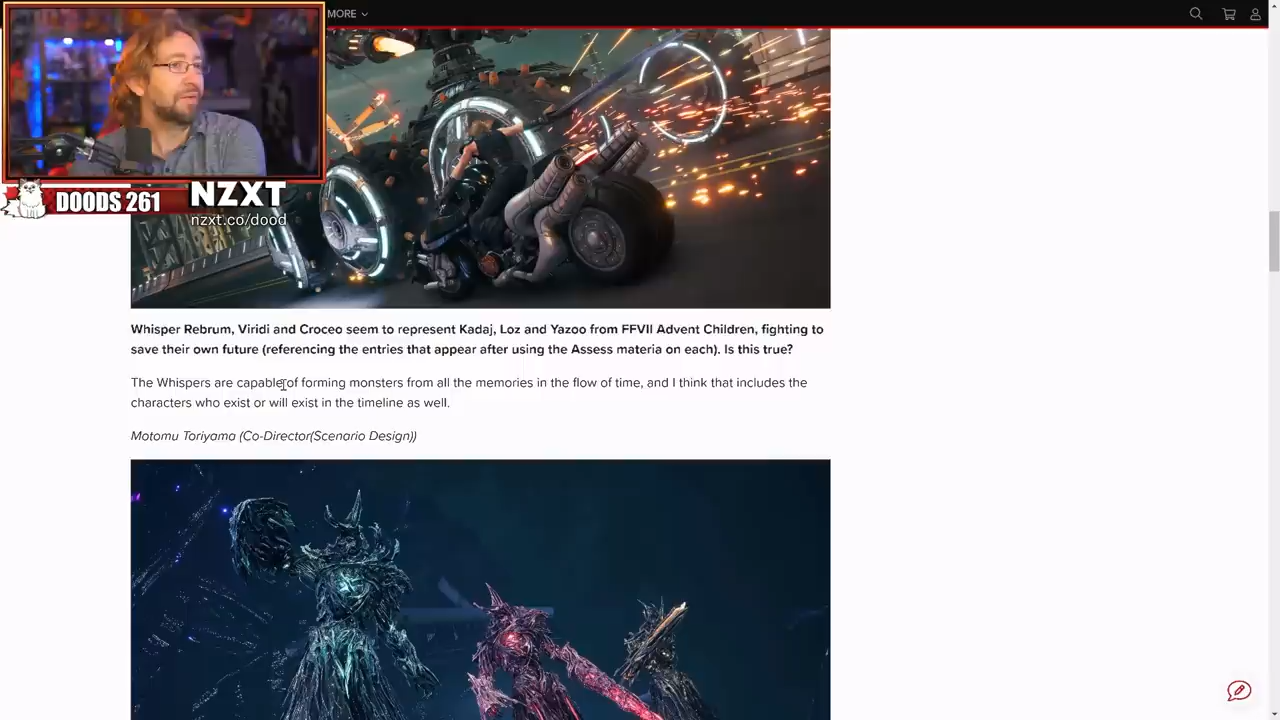 MORE
DOODS 261
NZXT
nzxt.co/dood
Whisper Rebrum, Viridi and Croceo seem to represent Kadaj, Loz and Yazoo from FFVII Advent Children, fighting to
save their own future (referencing the entries that appear after using the Assess materia on each). Is this true?
The Whispers are capable of forming monsters from all the memories in the flow of time, and I think that includes the
characters who exist or will exist in the timeline as well.
Motomu Toriyama (Co-Director(Scenario Design))